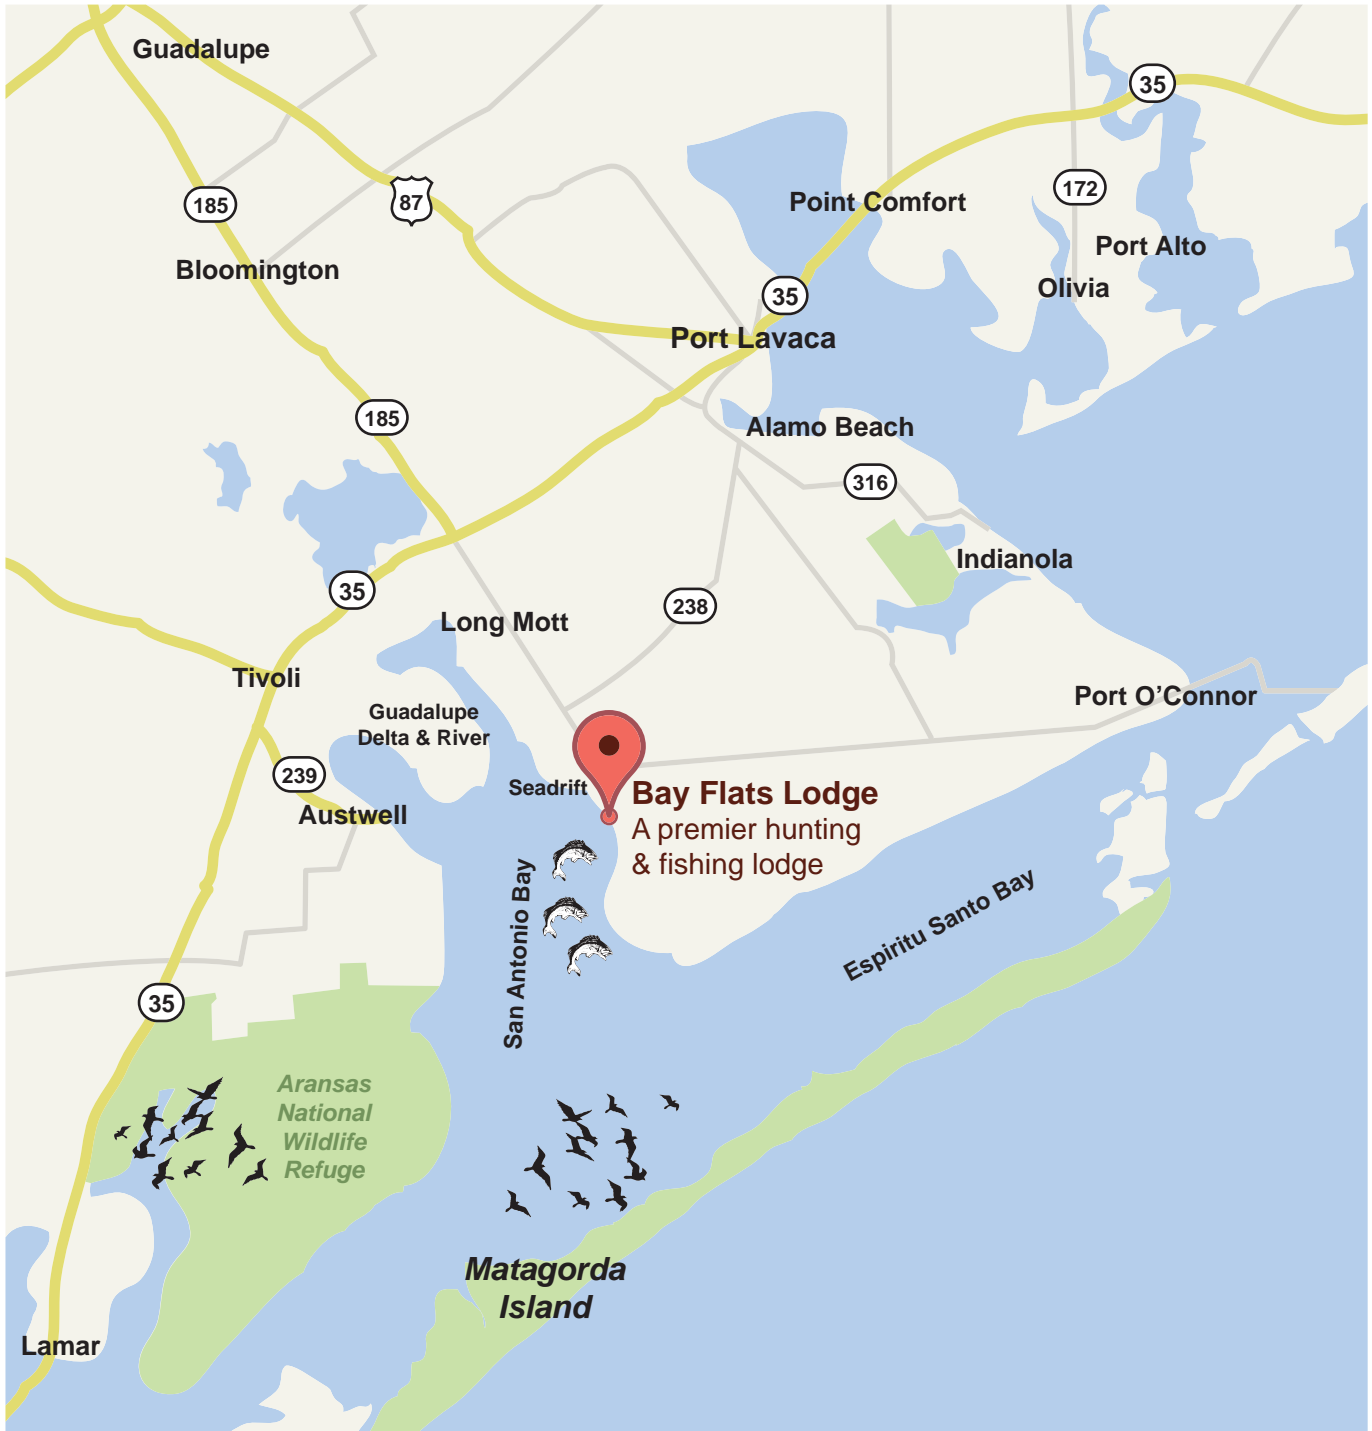 Guadalupe
35
87
172
185
Point Comfort
Port Alto
Bloomington
Olivia
35
Port Lavaca
185
Alamo Beach
316
Indianola
35
238
Long Mott
Tivoli
Port O’Connor
Guadalupe
Delta & River
239
Seadrift
Bay Flats Lodge
A premier hunting
& fishing lodge
Austwell
San Antonio Bay
Espiritu Santo Bay
35
Aransas
National
Wildlife
Refuge
Matagorda
Island
Lamar